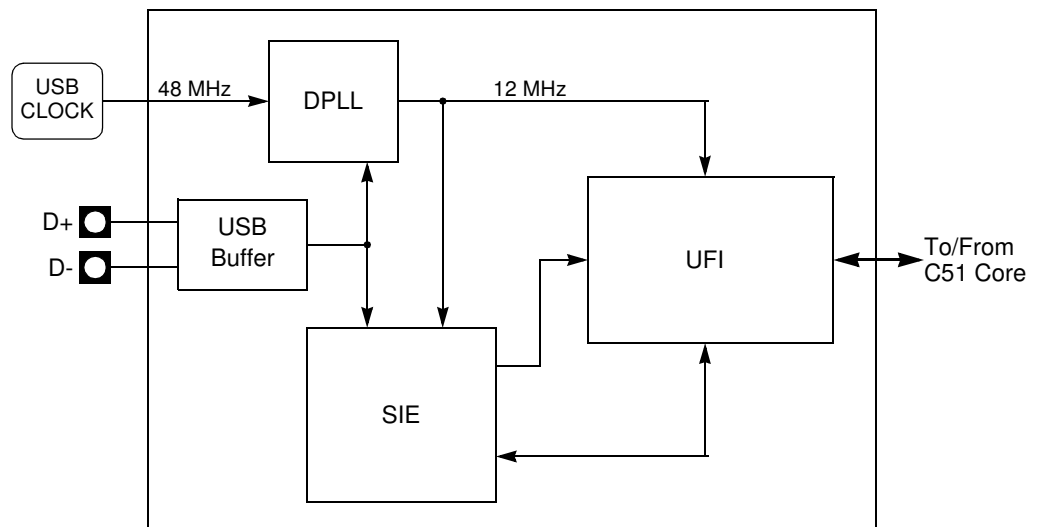 USB
CLOCK
48 MHz
DPLL
12 MHz
D+
D-
USB
Buffer
UFI
To/From
C51 Core
SIE